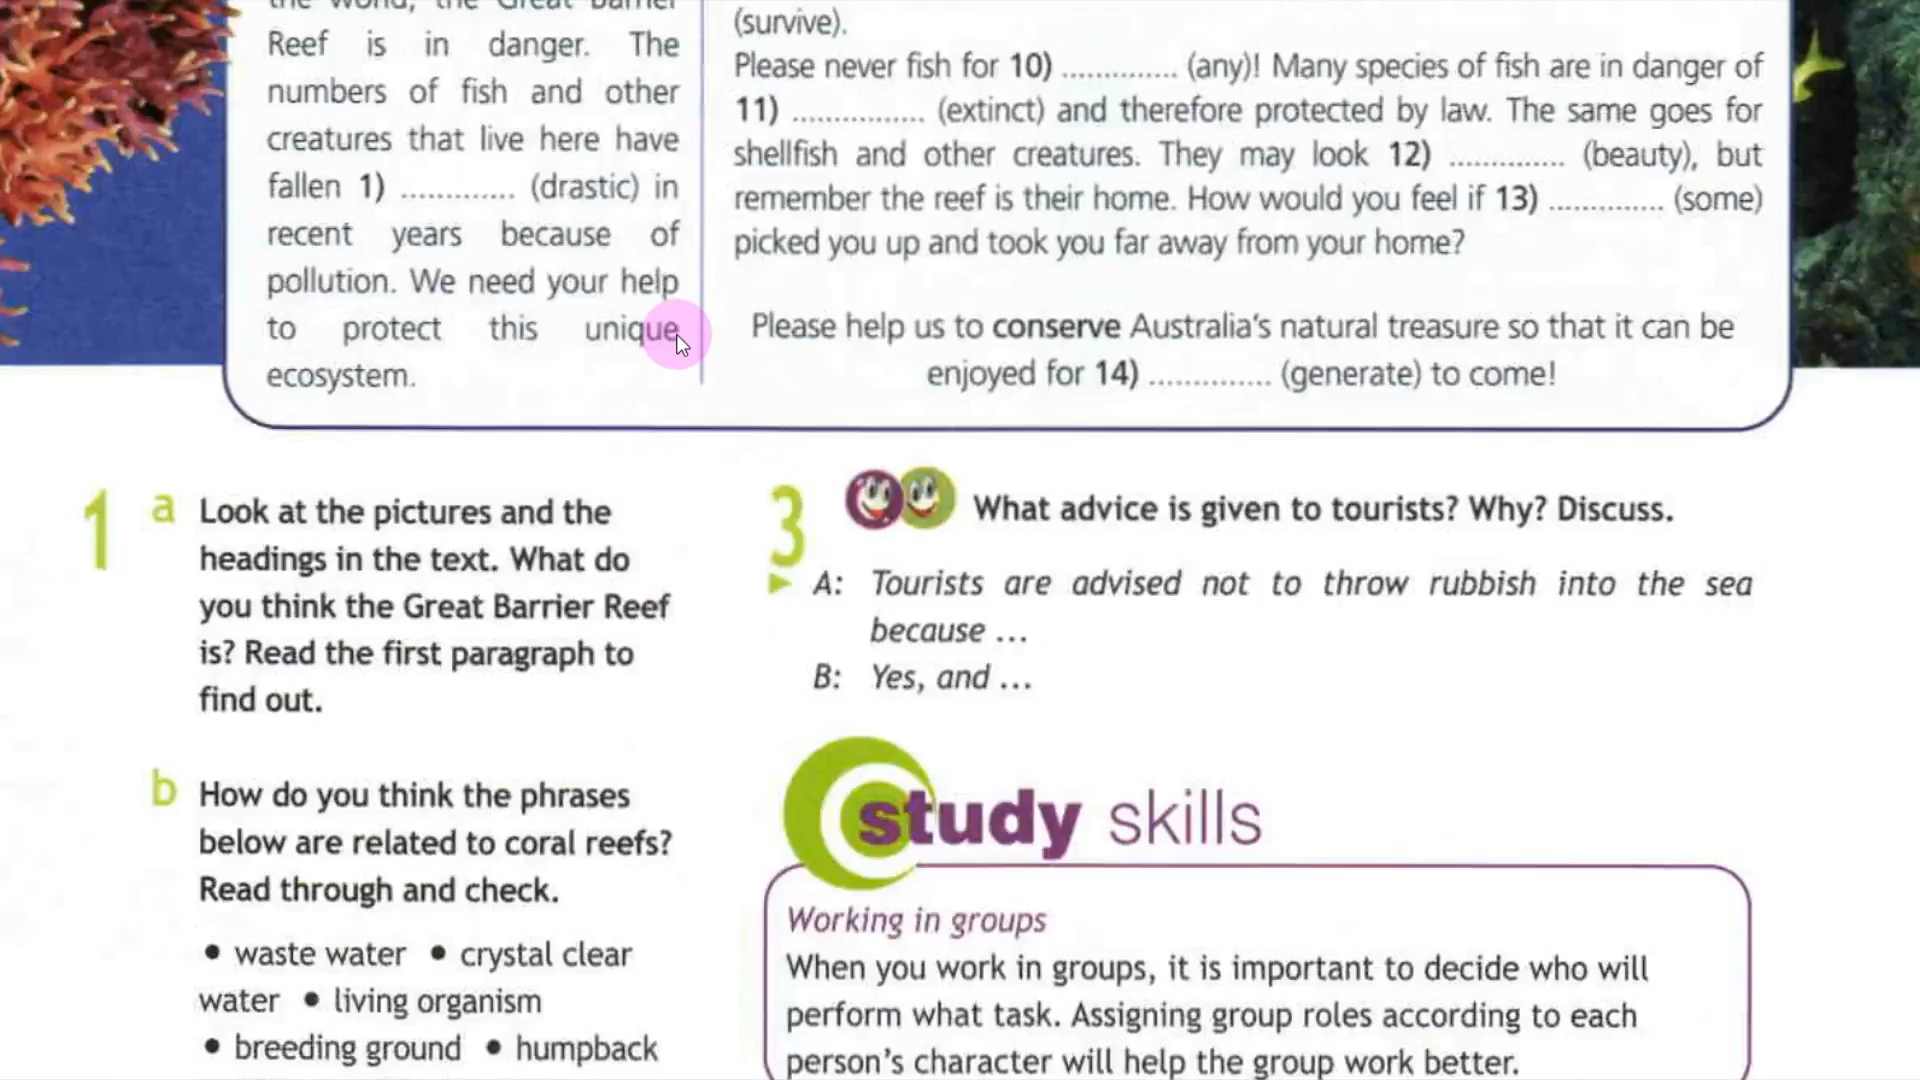 the world, the Great Barrier
Reef is in danger. The
numbers of fish and other
creatures that live here have
fallen 1) ............. (drastic) in
recent years because of
pollution. We need your help
to protect this unique
ecosystem.
(survive).
Please never fish for 10) ............. (any)! Many species of fish are in danger of
11) ............... (extinct) and therefore protected by law. The same goes for
shellfish and other creatures. They may look 12) ............. (beauty), but
remember the reef is their home. How would you feel if 13) ............. (some)
picked you up and took you far away from your home?
Please help us to conserve Australia's natural treasure so that it can be
enjoyed for 14) .............. (generate) to come!
1 a Look at the pictures and the
headings in the text. What do
you think the Great Barrier Reef
is? Read the first paragraph to
find out.
b How do you think the phrases
below are related to coral reefs?
Read through and check.
• waste water • crystal clear
water • living organism
• breeding ground • humpback
3 What advice is given to tourists? Why? Discuss.
A: Tourists are advised not to throw rubbish into the sea
because ...
B: Yes, and ...
study skills
Working in groups
When you work in groups, it is important to decide who will
perform what task. Assigning group roles according to each
person's character will help the group work better.